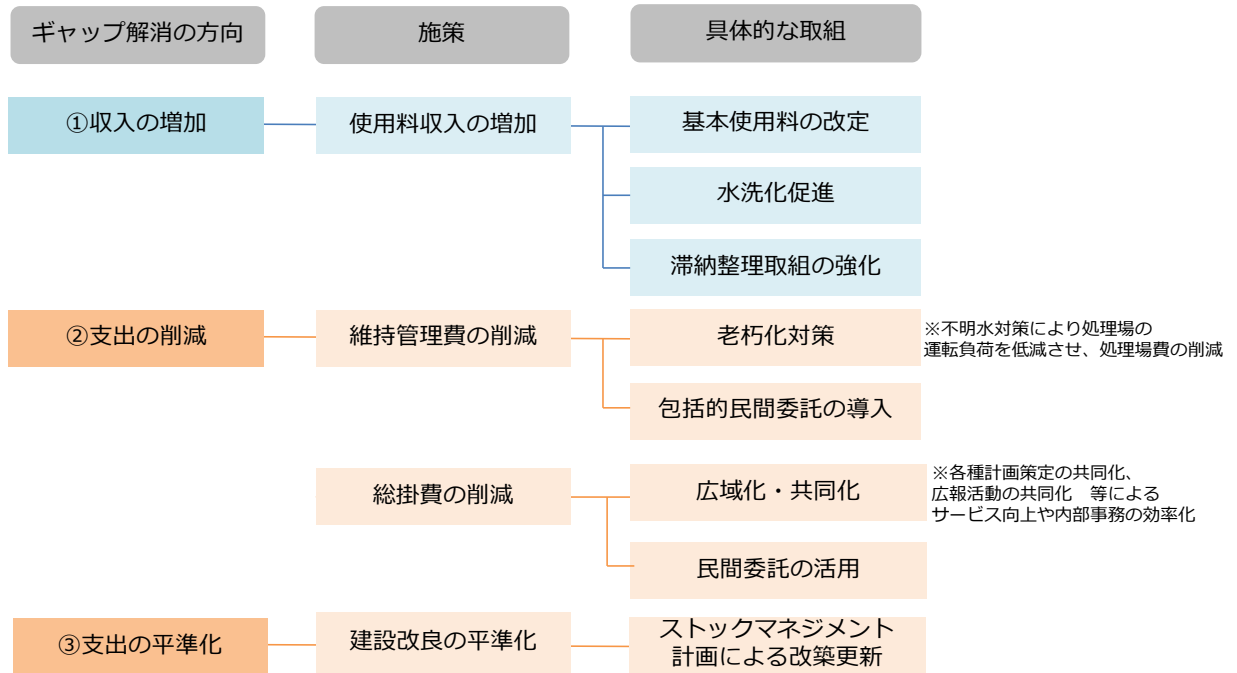 ギャップ解消の方向
施策
具体的な取組
①収入の増加
使用料収入の増加
基本使用料の改定
水洗化促進
滞納整理取組の強化
②支出の削減
維持管理費の削減
老朽化対策
※不明水対策により処理場の
運転負荷を低減させ、処理場費の削減
包括的民間委託の導入
総掛費の削減
広域化・共同化
※各種計画策定の共同化、
広報活動の共同化　等による
サービス向上や内部事務の効率化
民間委託の活用
③支出の平準化
建設改良の平準化
ストックマネジメント
計画による改築更新